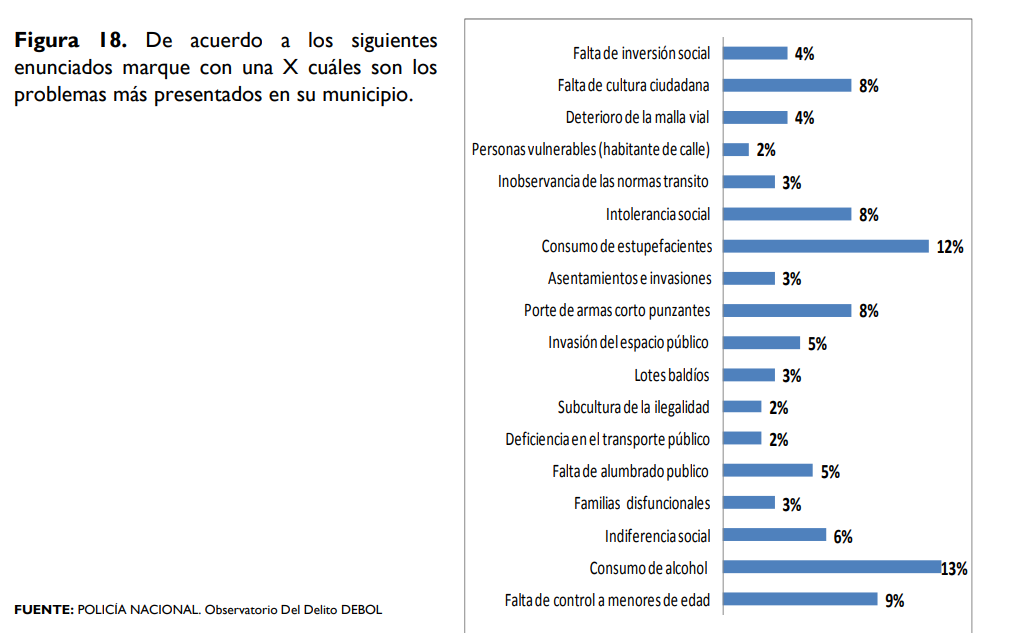 Figura 18. De acuerdo a los siguientes
enunciados marque con una X cuáles son los
problemas más presentados en su municipio.
Falta de inversión social 4%
Falta de cultura ciudadana 8%
Deterioro de la malla vial 4%
Personas vulnerables (habitante de calle) 2%
Inobservancia de las normas transito 3%
Intolerancia social 8%
Consumo de estupefacientes 12%
Asentamientos e invasiones 3%
Porte de armas corto punzantes 8%
Invasión del espacio público 5%
Lotes baldíos 3%
Subcultura de la ilegalidad 2%
Deficiencia en el transporte público 2%
Falta de alumbrado publico 5%
Familias disfuncionales 3%
Indiferencia social 6%
Consumo de alcohol 13%
Falta de control a menores de edad 9%
FUENTE: POLICÍA NACIONAL. Observatorio Del Delito DEBOL